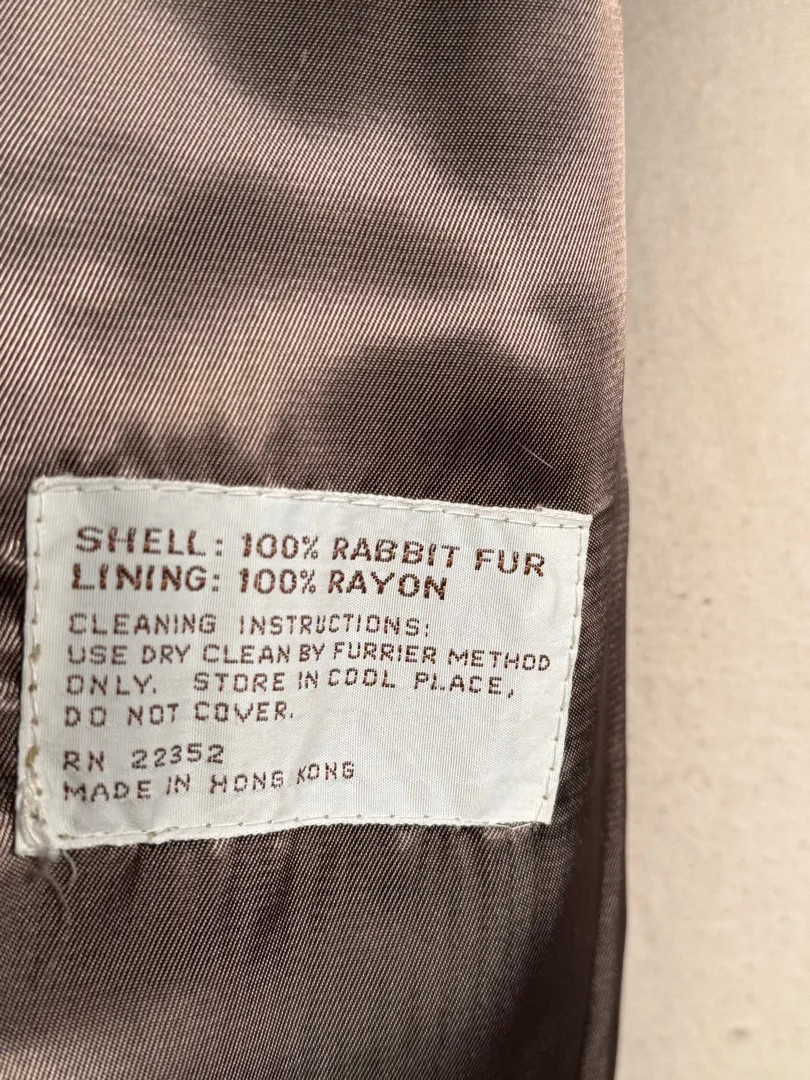 SHELL: 100% RABBIT FUR
LINING: 100% RAYON
CLEANING INSTRUCTIONS:
USE DRY CLEAN BY FURRIER METHOD
ONLY. STORE IN COOL PLACE,
DO NOT COVER.
RN 22352
MADE IN HONG KONG